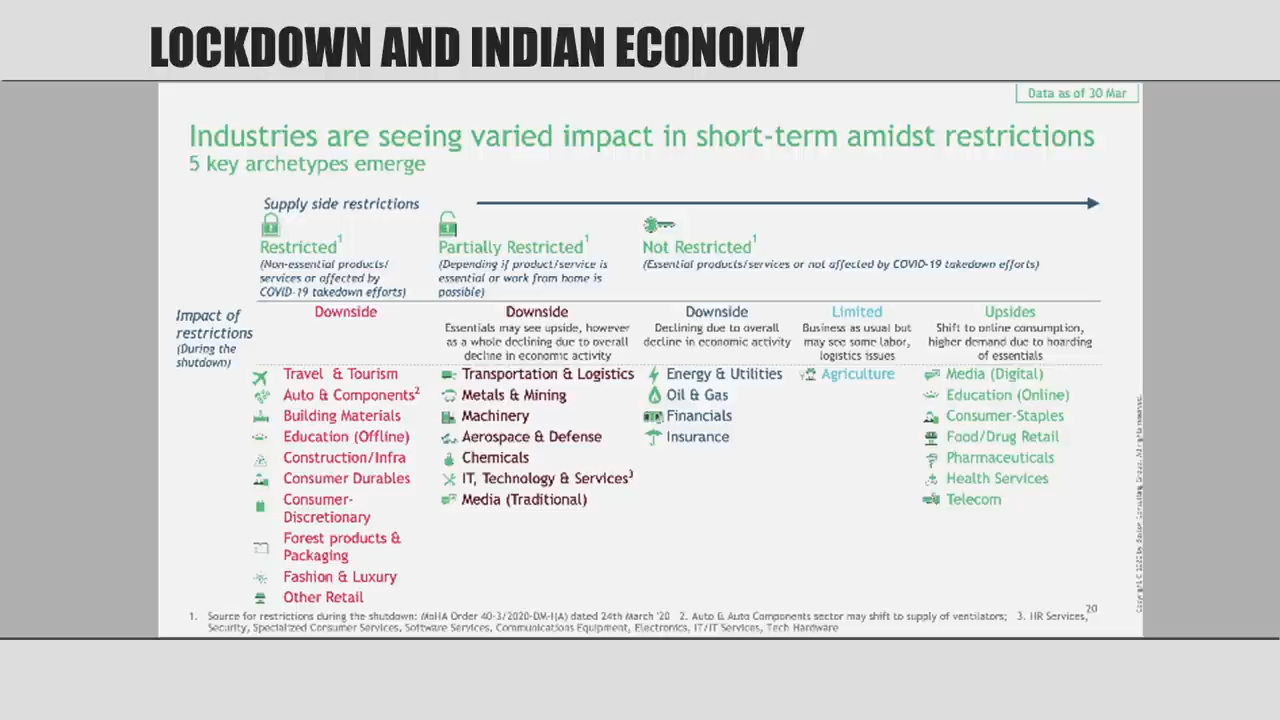 LOCKDOWN AND INDIAN ECONOMY
Data as of 30 Mar
Industries are seeing varied impact in short-term amidst restrictions
5 key archetypes emerge
Supply side restrictions
Restricted1
(Non-essential products/
services or affected by
COVID-19 takedown efforts)
Partially Restricted1
(Depending if product/service is
essential or work from home is
possible)
Not Restricted1
(Essential products/services or not affected by COVID-19 takedown efforts)
Impact of
restrictions
(During the
shutdown)
Downside
Downside
Essentials may see upside, however
as a whole declining due to overall
decline in economic activity
Downside
Declining due to overall
decline in economic activity
Limited
Business as usual but
may see some labor,
logistics issues
Upsides
Shift to online consumption,
higher demand due to hoarding
of essentials
Travel & Tourism
Auto & Components2
Building Materials
Education (Offline)
Construction/Infra
Consumer Durables
Consumer-
Discretionary
Forest products &
Packaging
Fashion & Luxury
Other Retail
Transportation & Logistics
Metals & Mining
Machinery
Aerospace & Defense
Chemicals
IT, Technology & Services3
Media (Traditional)
Energy & Utilities
Oil & Gas
Financials
Insurance
Agriculture
Media (Digital)
Education (Online)
Consumer-Staples
Food/Drug Retail
Pharmaceuticals
Health Services
Telecom
1. Source for restrictions during the shutdown: MoHA Order 40-3/2020-DM-I(A) dated 24th March '20 2. Auto & Auto Components sector may shift to supply of ventilators; 3. HR Services,
Security, Specialized Consumer Services, Software Services, Communications Equipment, Electronics, IT/IT Services, Tech Hardware
20
Copyright © 2020 by Boston Consulting Group. All rights reserved.